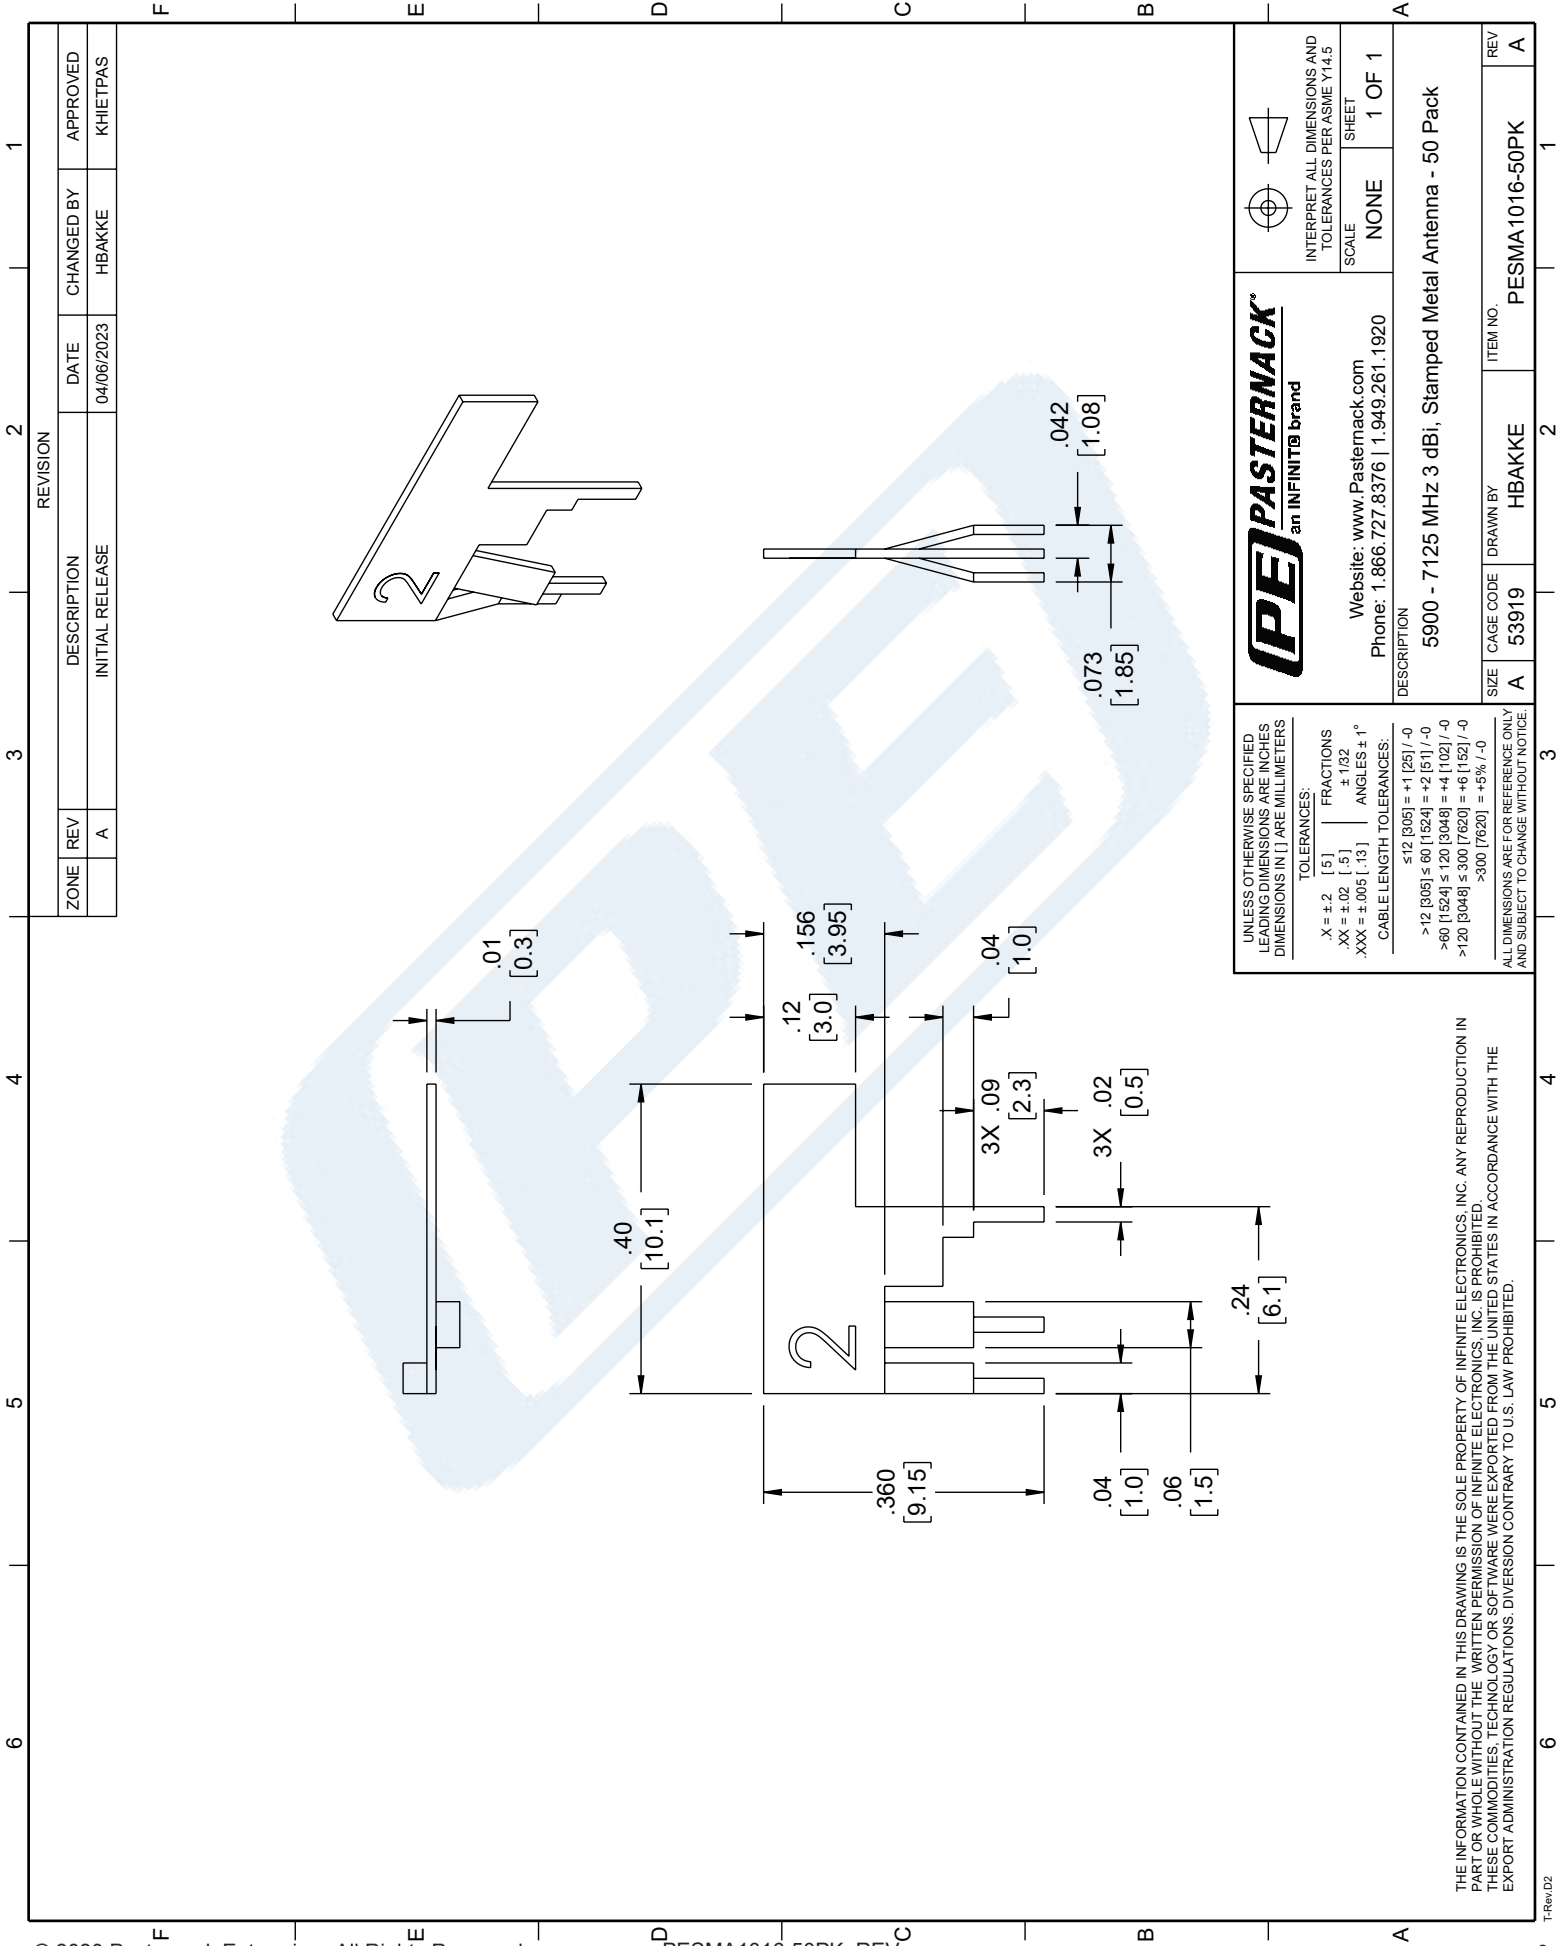 REVISION
ZONE REV DESCRIPTION DATE CHANGED BY APPROVED
A INITIAL RELEASE 04/06/2023 HBAKKE KHIETPAS
6 5 4 3 2 1
F
E
D
C
B
A
.01
[0.3]
.40
[10.1]
.156
[3.95]
.12
[3.0]
.04
[1.0]
3X .09
[2.3]
3X .02
[0.5]
2
.360
[9.15]
.04
[1.0]
.06
[1.5]
.24
[6.1]
2
.042
[1.08]
.073
[1.85]
PE
THE INFORMATION CONTAINED IN THIS DRAWING IS THE SOLE PROPERTY OF INFINITE ELECTRONICS, INC. ANY REPRODUCTION IN
PART OR WHOLE WITHOUT THE WRITTEN PERMISSION OF INFINITE ELECTRONICS, INC. IS PROHIBITED.
THESE COMMODITIES, TECHNOLOGY OR SOFTWARE WERE EXPORTED FROM THE UNITED STATES IN ACCORDANCE WITH THE
EXPORT ADMINISTRATION REGULATIONS. DIVERSION CONTRARY TO U.S. LAW PROHIBITED.
UNLESS OTHERWISE SPECIFIED
LEADING DIMENSIONS ARE INCHES
DIMENSIONS IN [ ] ARE MILLIMETERS
TOLERANCES:
.X = ±.2 [5] FRACTIONS
.XX = ±.02 [.5] ± 1/32
.XXX = ±.005 [.13] ANGLES ± 1°
CABLE LENGTH TOLERANCES:
≤12 [305] = +1 [25] / -0
>12 [305] ≤ 60 [1524] = +2 [51] / -0
>60 [1524] ≤ 120 [3048] = +4 [102] / -0
>120 [3048] ≤ 300 [7620] = +6 [152] / -0
>300 [7620] = +5% / -0
ALL DIMENSIONS ARE FOR REFERENCE ONLY
AND SUBJECT TO CHANGE WITHOUT NOTICE.
PE PASTERNACK®
an INFINIT® brand
Website: www.Pasternack.com
Phone: 1.866.727.8376 | 1.949.261.1920
INTERPRET ALL DIMENSIONS AND
TOLERANCES PER ASME Y14.5
SCALE NONE SHEET 1 OF 1
DESCRIPTION
5900 - 7125 MHz 3 dBi, Stamped Metal Antenna - 50 Pack
SIZE A CAGE CODE 53919 DRAWN BY HBAKKE ITEM NO. PESMA1016-50PK REV A
6 5 4 3 2 1
F
E
D
C
B
A
T-Rev.D2